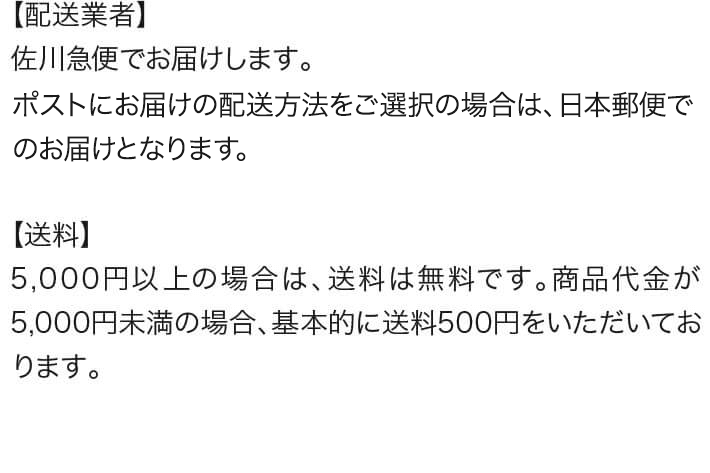 【配送業者】
佐川急便でお届けします。
ポストにお届けの配送方法をご選択の場合は、日本郵便で
のお届けとなります。
【送料】
5,000円以上の場合は、送料は無料です。商品代金が
5,000円未満の場合、基本的に送料500円をいただいてお
ります。